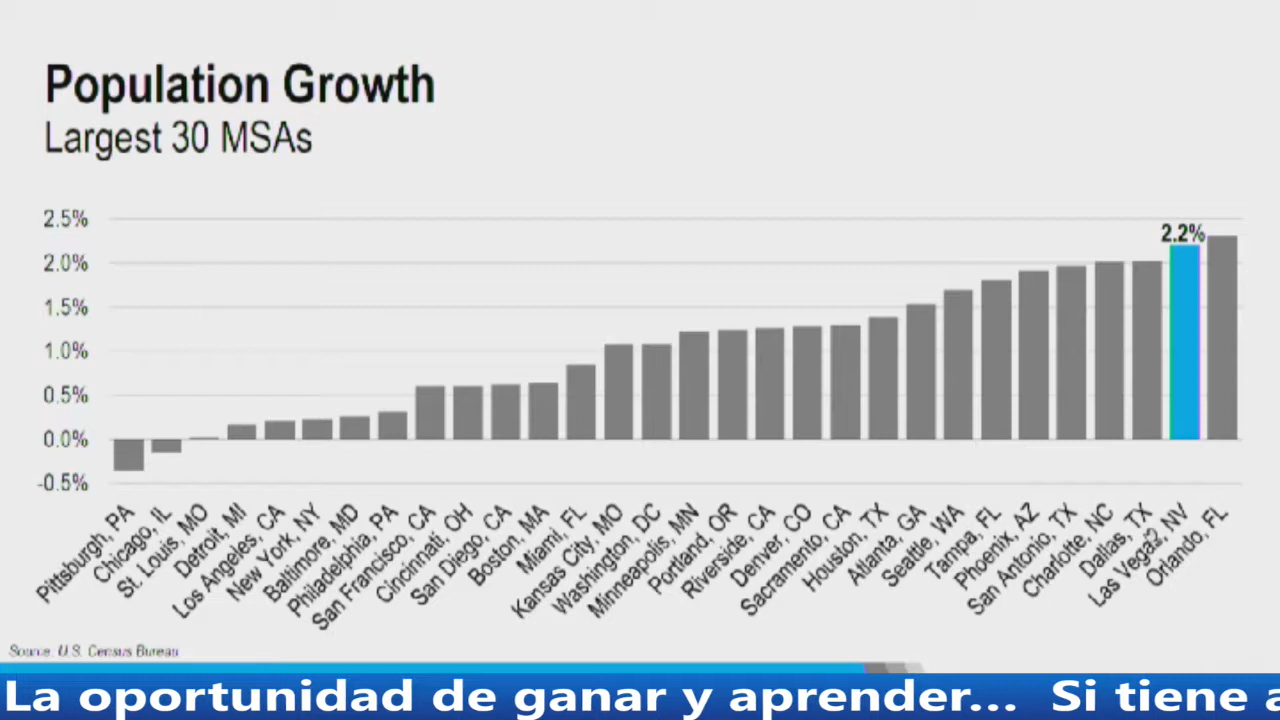 Population Growth
Largest 30 MSAs
2.5%
2.0%
1.5%
1.0%
0.5%
0.0%
-0.5%
2.2%
Pittsburgh, PA
Chicago, IL
St. Louis, MO
Detroit, MI
Los Angeles, CA
New York, NY
Baltimore, MD
Philadelphia, PA
San Francisco, CA
Cincinnati, OH
San Diego, CA
Boston, MA
Miami, FL
Kansas City, MO
Washington, DC
Minneapolis, MN
Portland, OR
Riverside, CA
Denver, CO
Sacramento, CA
Houston, TX
Atlanta, GA
Seattle, WA
Tampa, FL
Phoenix, AZ
San Antonio, TX
Charlotte, NC
Dallas, TX
Las Vegas2, NV
Orlando, FL
Source: U.S. Census Bureau
La oportunidad de ganar y aprender... Si tiene a